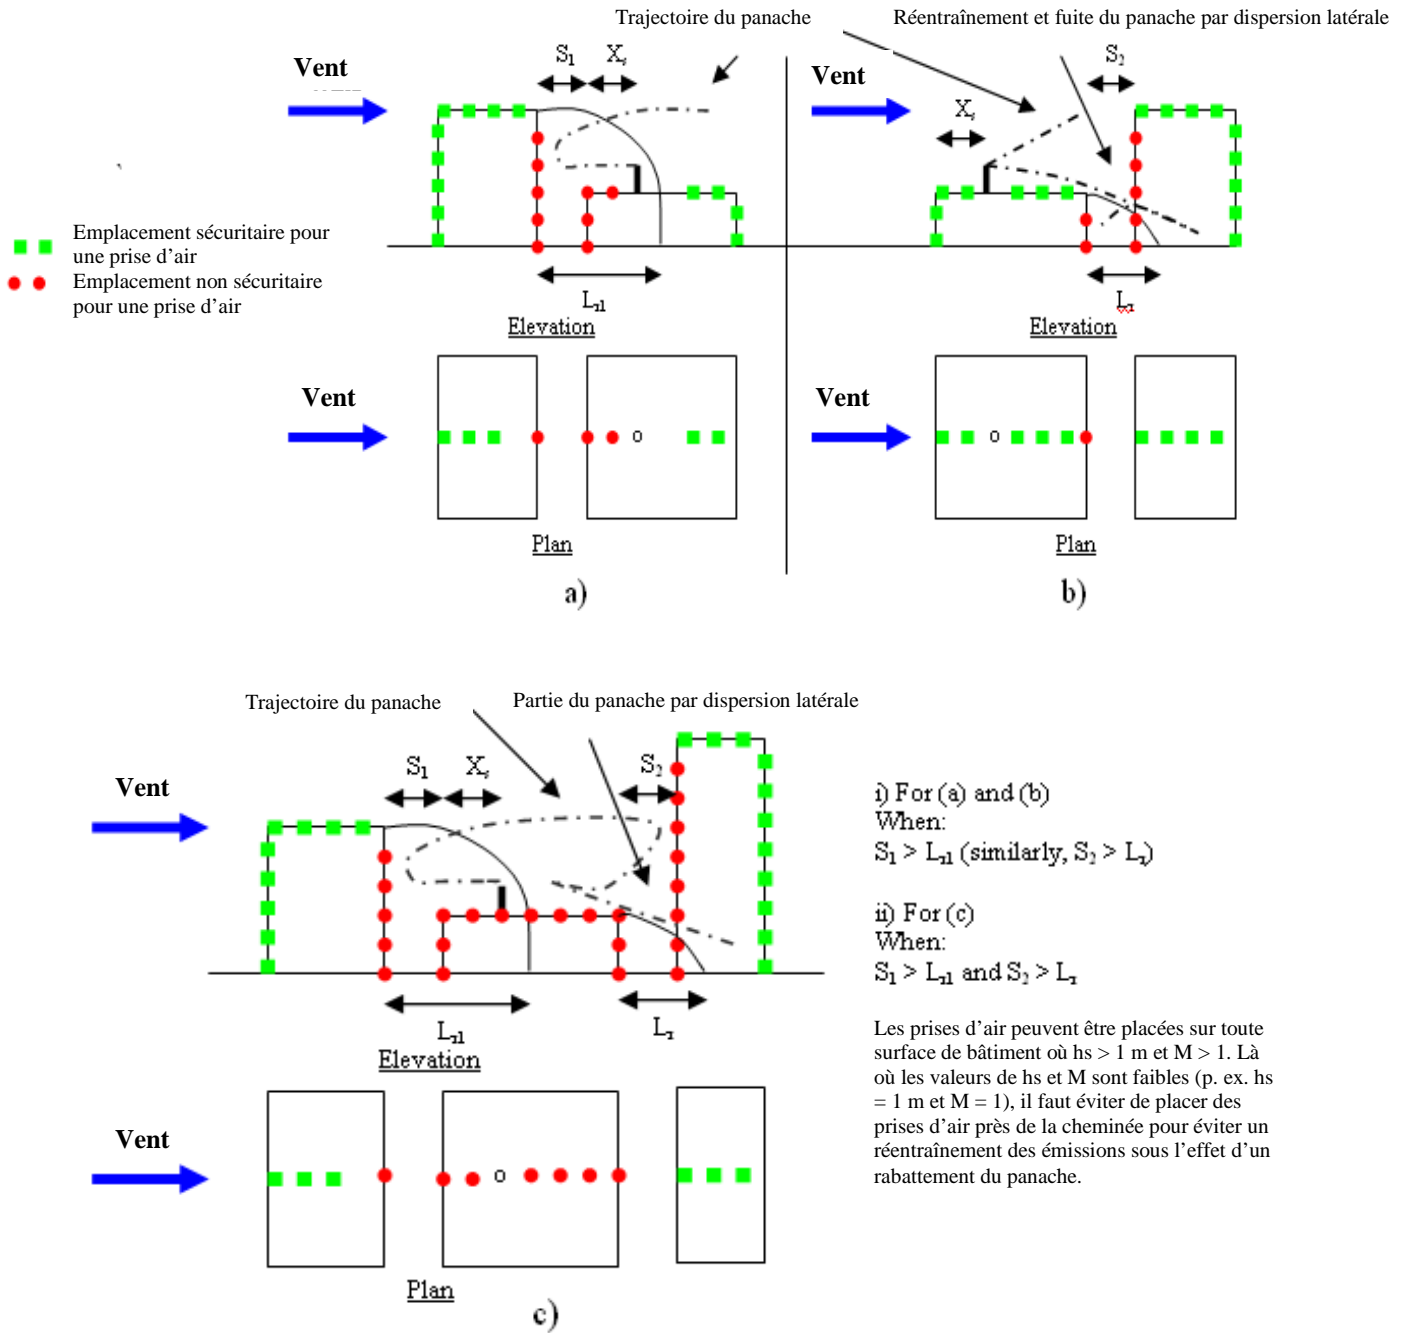 Trajectoire du panache
Réentraînement et fuite du panache par dispersion latérale
Vent
S1
Xs
Vent
Xs
S2
Emplacement sécuritaire pour
une prise d'air
Emplacement non sécuritaire
pour une prise d'air
Lr1
Elevation
Lr
Elevation
Vent
Vent
Plan
Plan
a)
b)
Trajectoire du panache
Partie du panache par dispersion latérale
Vent
S1
Xs
S2
Lr1
Lr
Elevation
Vent
Plan
c)
i) For (a) and (b)
When:
S1 > Lr1 (similarly, S2 > Lr)
ii) For (c)
When:
S1 > Lr1 and S2 > Lr
Les prises d'air peuvent être placées sur toute
surface de bâtiment où hs > 1 m et M > 1. Là
où les valeurs de hs et M sont faibles (p. ex. hs
= 1 m et M = 1), il faut éviter de placer des
prises d'air près de la cheminée pour éviter un
réentraînement des émissions sous l'effet d'un
rabattement du panache.